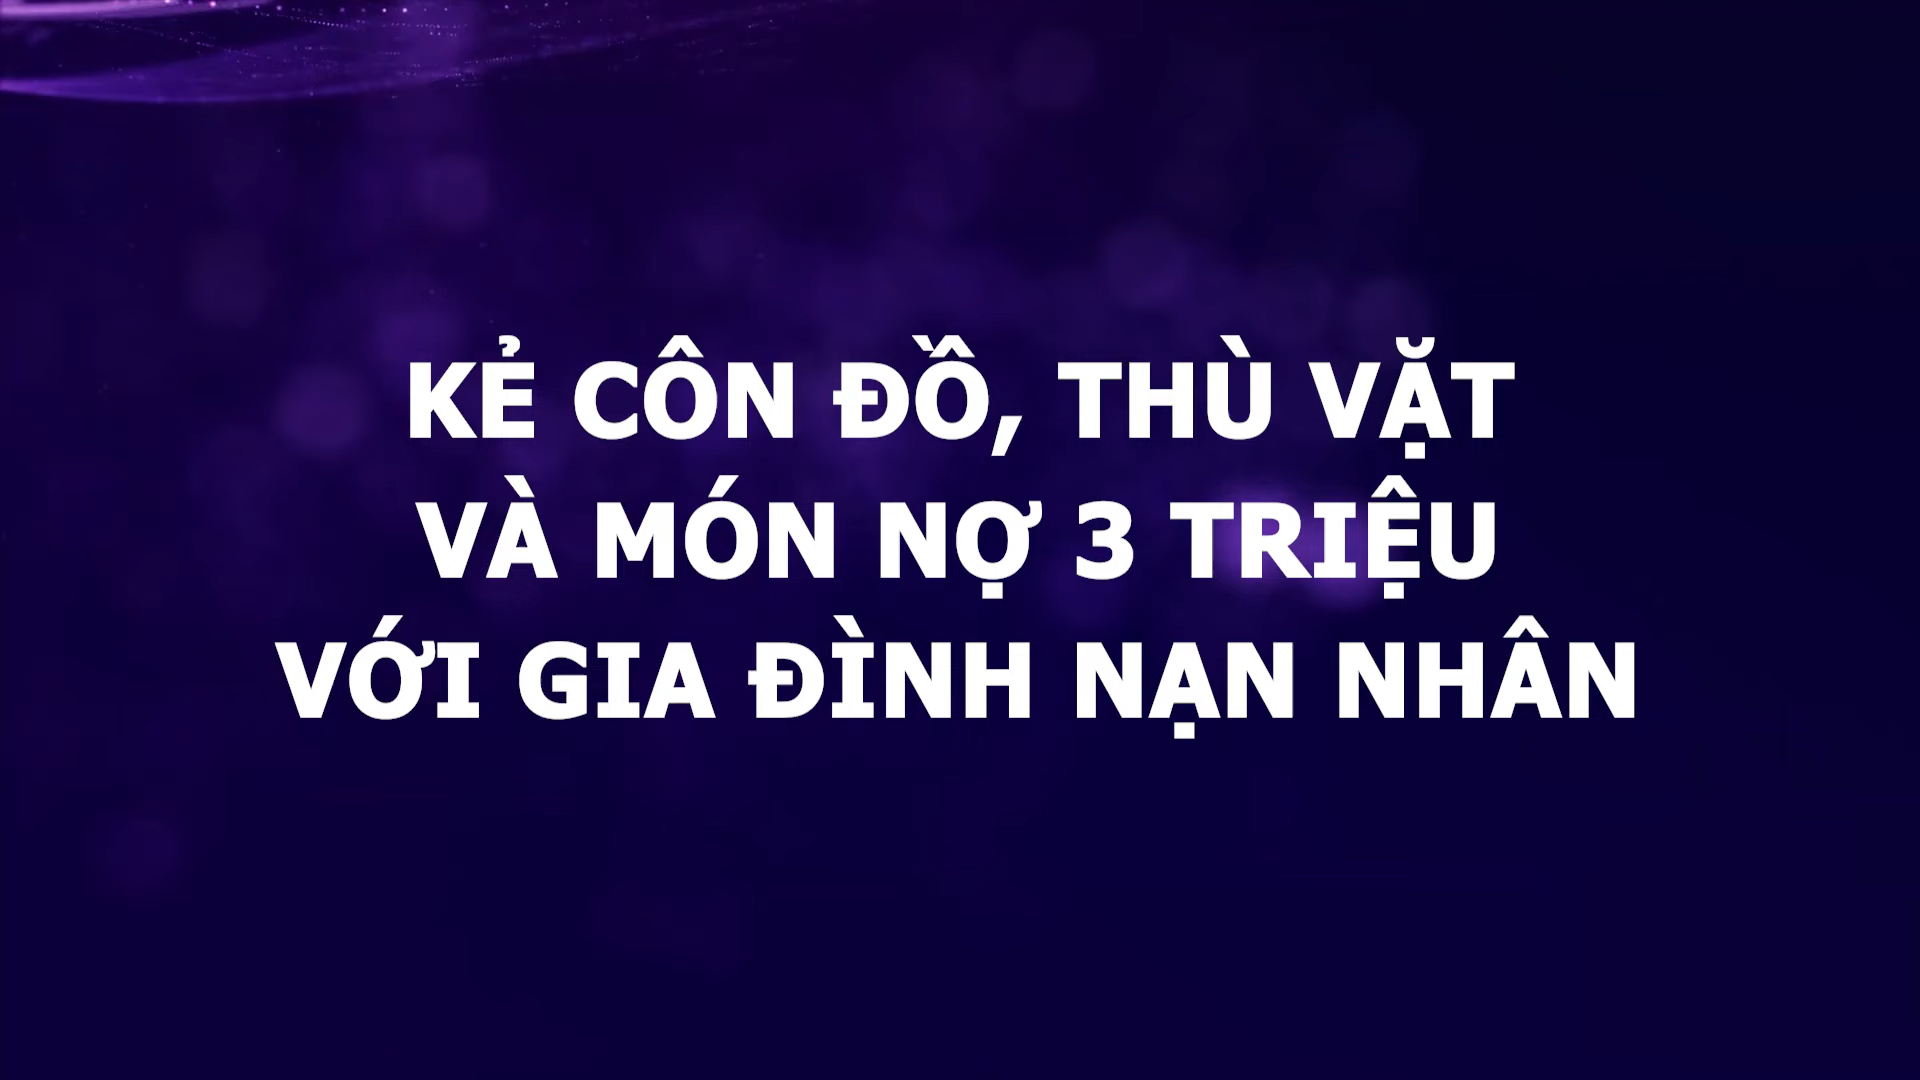 KẺ CÔN ĐỒ, THÙ VẶT
VÀ MÓN NỢ 3 TRIỆU
VỚI GIA ĐÌNH NẠN NHÂN